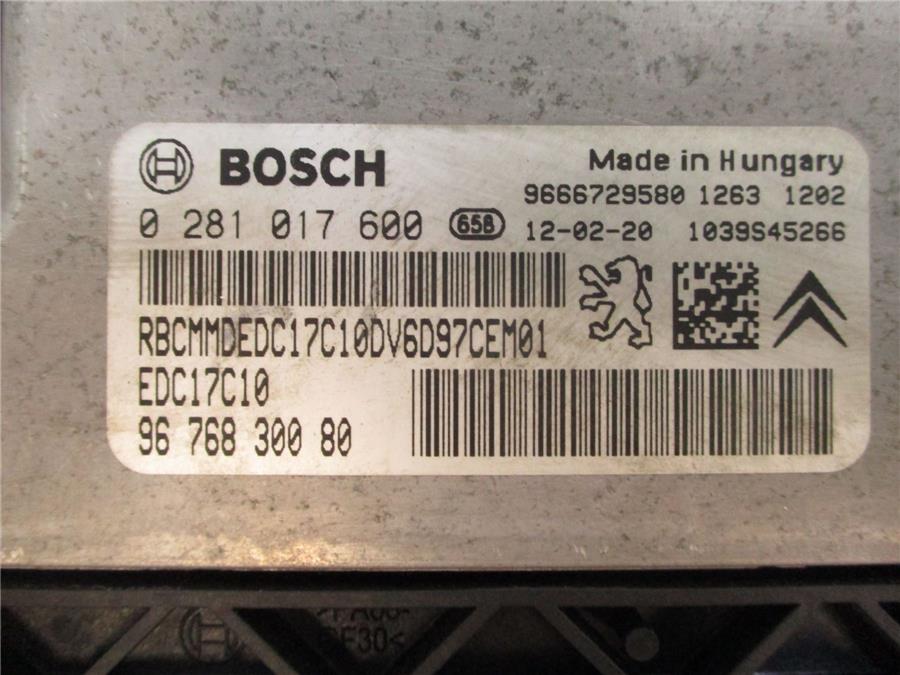 BOSCH
Made in Hungary
9666729580 1263 1202
0 281 017 600 658 12-02-20 1039S45266
RBCMMDEDC17C10DV6D97CEM01
EDC17C10
96 768 300 80